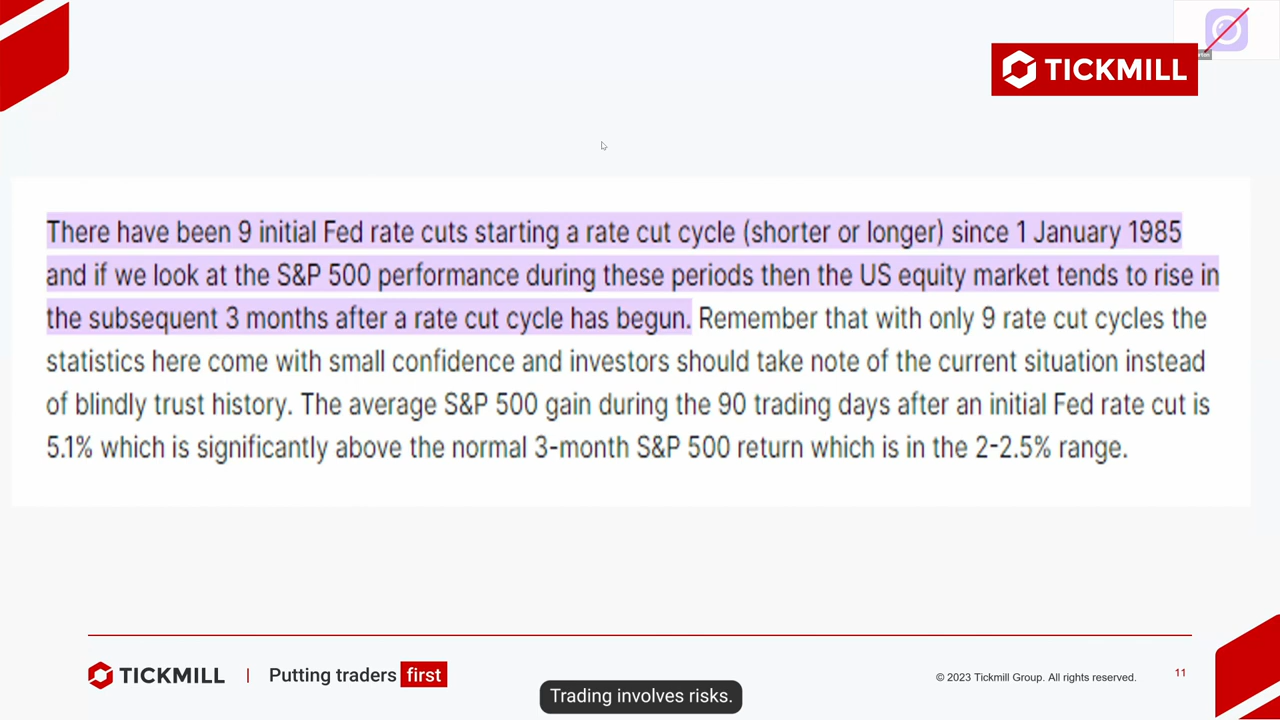 TICKMILL
There have been 9 initial Fed rate cuts starting a rate cut cycle (shorter or longer) since 1 January 1985
and if we look at the S&P 500 performance during these periods then the US equity market tends to rise in
the subsequent 3 months after a rate cut cycle has begun. Remember that with only 9 rate cut cycles the
statistics here come with small confidence and investors should take note of the current situation instead
of blindly trust history. The average S&P 500 gain during the 90 trading days after an initial Fed rate cut is
5.1% which is significantly above the normal 3-month S&P 500 return which is in the 2-2.5% range.
TICKMILL | Putting traders first
© 2023 Tickmill Group. All rights reserved. 11
Trading involves risks.